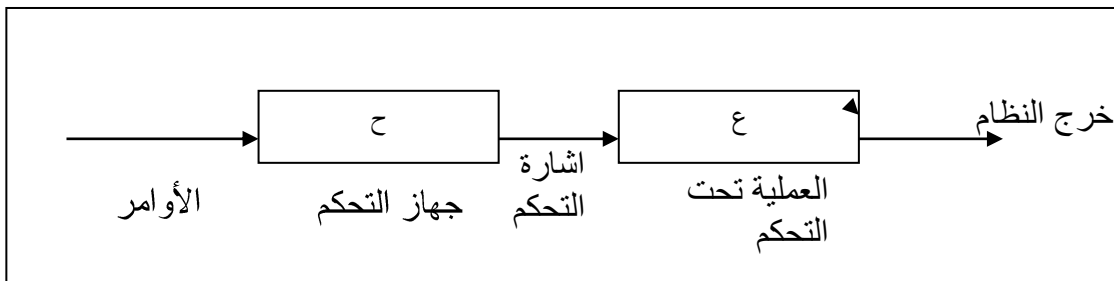 ح
ع
خرج النظام
الأوامر
جهاز التحكم
اشارة
التحكم
العملية تحت
التحكم